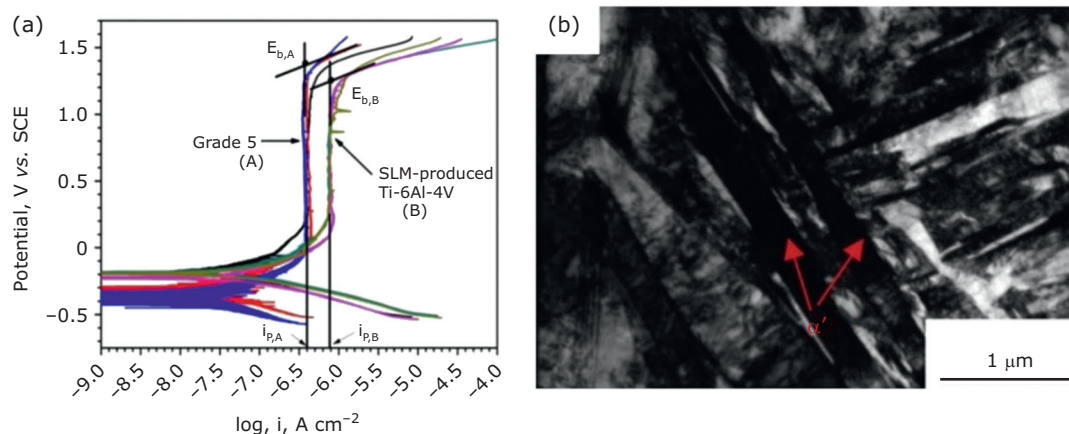 (a)
1.5
1.0
0.5
0
–0.5
Potential, V vs. SCE
E_b,A
E_b,B
Grade 5
(A)
SLM-produced
Ti-6Al-4V
(B)
i_P,A
i_P,B
–9.0
–8.5
–8.0
–7.5
–7.0
–6.5
–6.0
–5.5
–5.0
–4.5
–4.0
log, i, A cm⁻²
(b)
α′
1 μm